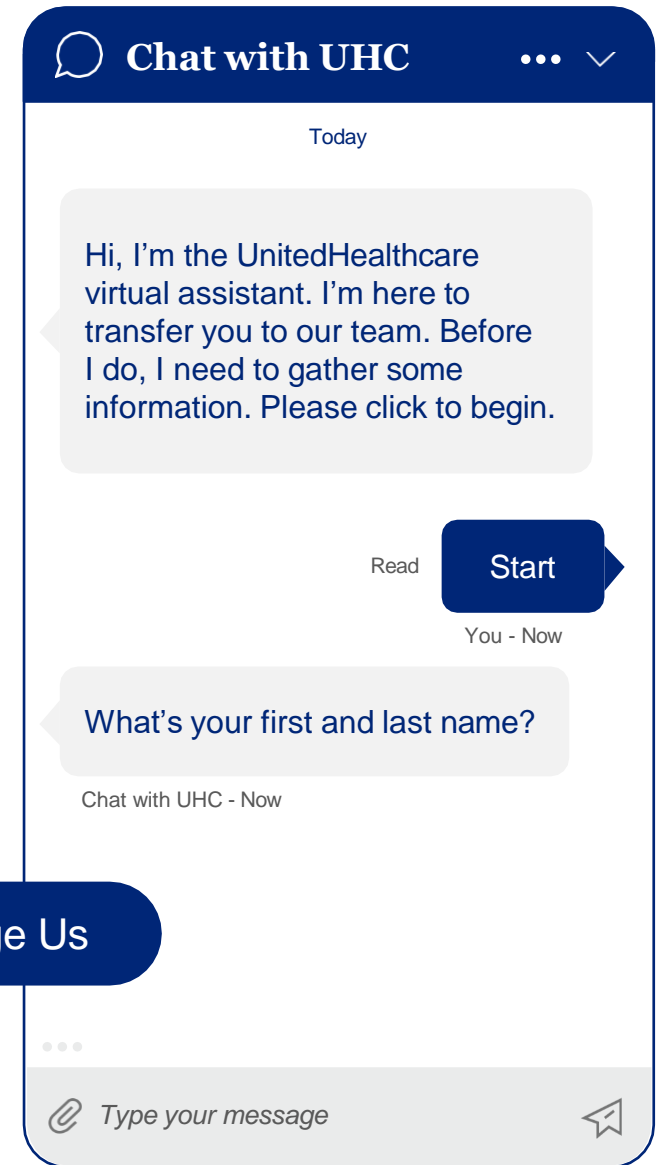 Chat with UHC
Today
Hi, I’m the UnitedHealthcare
virtual assistant. I’m here to
transfer you to our team. Before
I do, I need to gather some
information. Please click to begin.
Read
Start
You - Now
What’s your first and last name?
Chat with UHC - Now
Us
Type your message